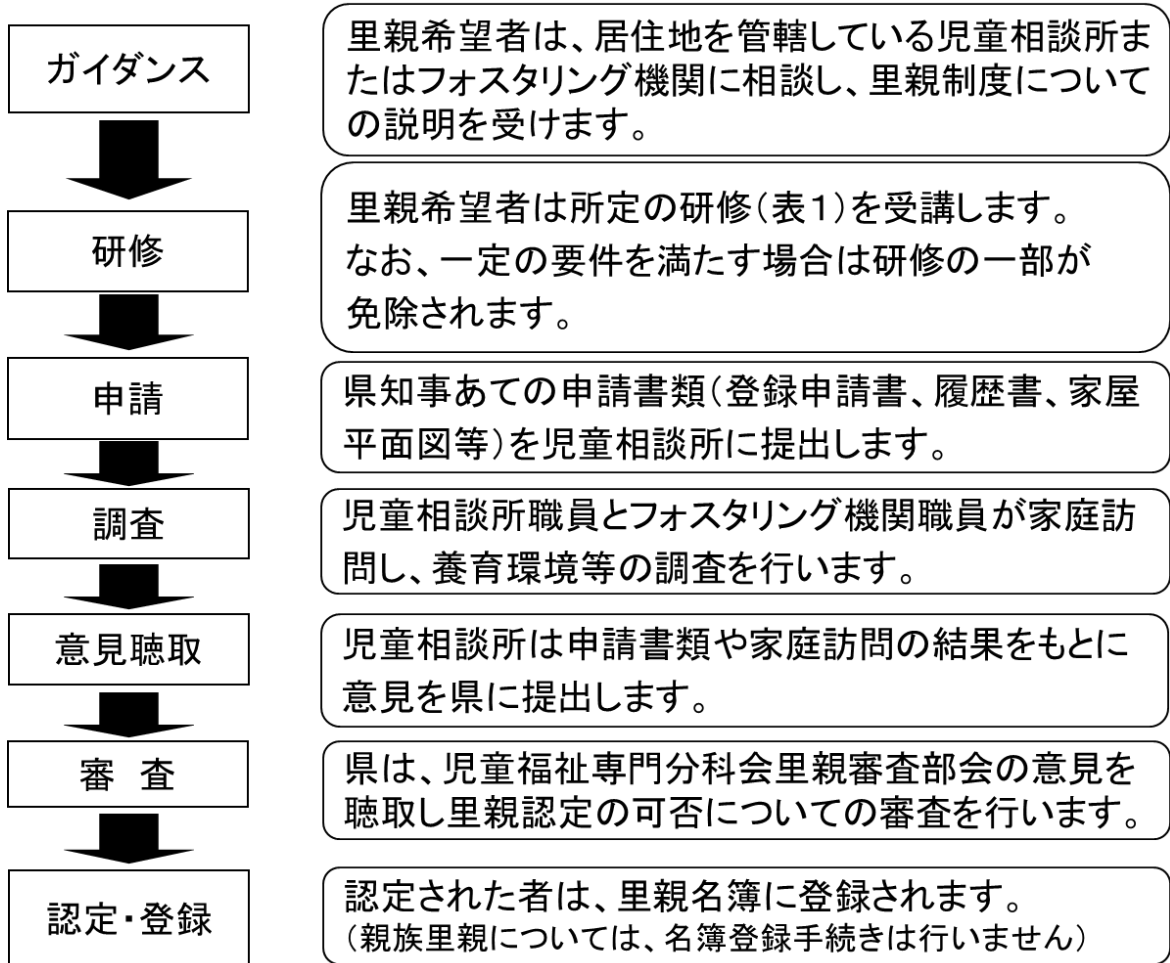 ガイダンス
里親希望者は、居住地を管轄している児童相談所ま
たはフォスタリング機関に相談し、里親制度について
の説明を受けます。
研修
里親希望者は所定の研修(表1)を受講します。
なお、一定の要件を満たす場合は研修の一部が
免除されます。
申請
県知事あての申請書類(登録申請書、履歴書、家屋
平面図等)を児童相談所に提出します。
調査
児童相談所職員とフォスタリング機関職員が家庭訪
問し、養育環境等の調査を行います。
意見聴取
児童相談所は申請書類や家庭訪問の結果をもとに
意見を県に提出します。
審　査
県は、児童福祉専門分科会里親審査部会の意見を
聴取し里親認定の可否についての審査を行います。
認定・登録
認定された者は、里親名簿に登録されます。
(親族里親については、名簿登録手続きは行いません)